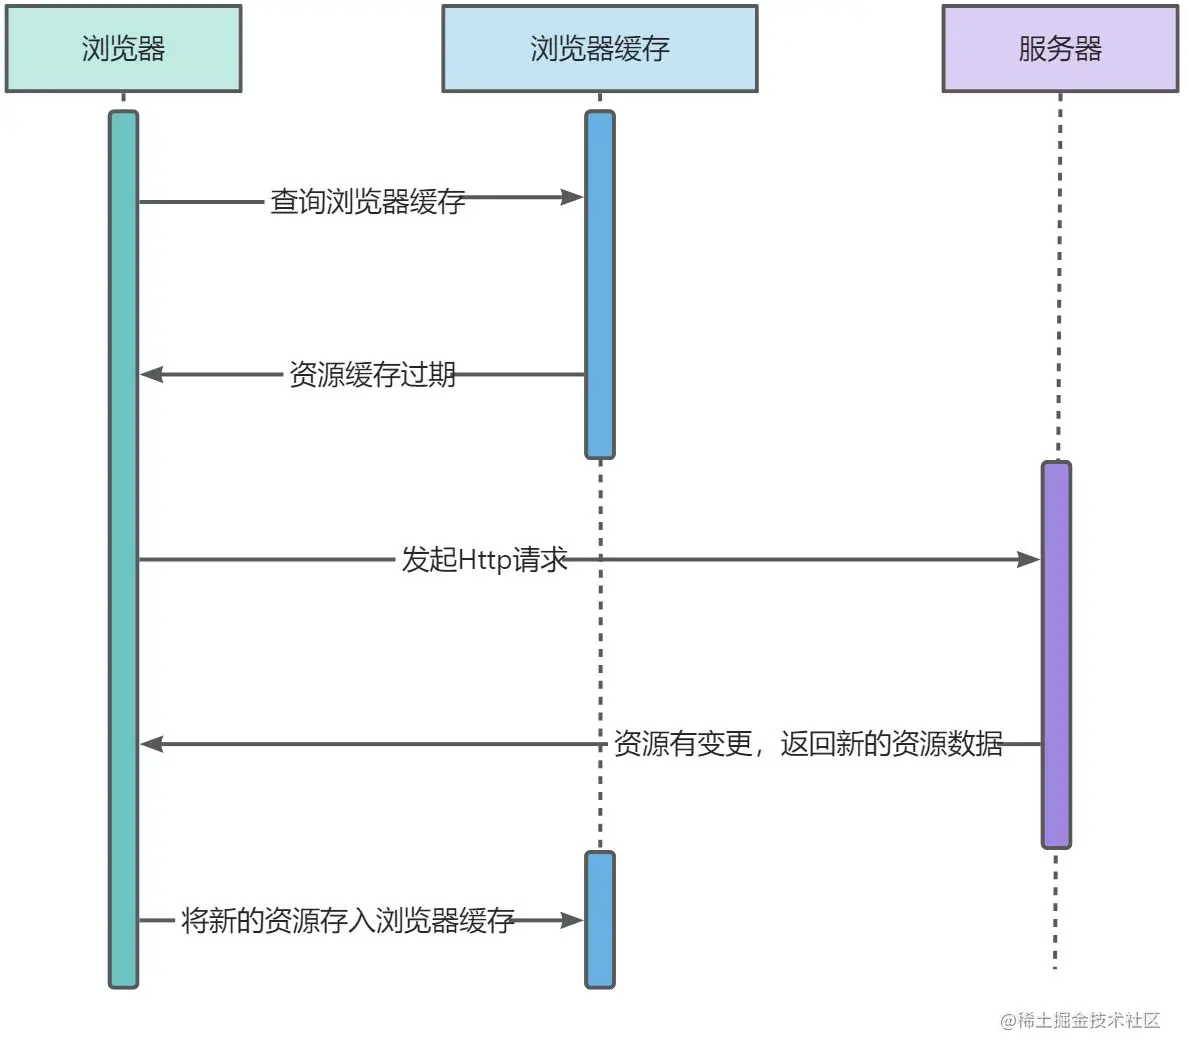 浏览器
浏览器缓存
服务器
查询浏览器缓存
资源缓存过期
发起Http请求
资源有变更，返回新的资源数据
将新的资源存入浏览器缓存
@稀土掘金技术社区